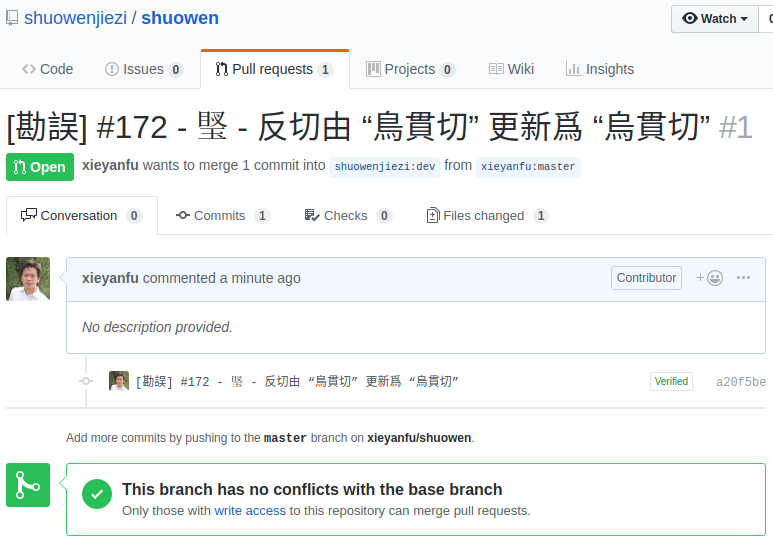 shuowenjiezi / shuowen
Watch
Code
Issues 0
Pull requests 1
Projects 0
Wiki
Insights
[勘誤] #172 - 琞 - 反切由 “鳥貫切” 更新爲 “烏貫切” #1
Open
xieyanfu wants to merge 1 commit into shuowenjiezi:dev from xieyanfu:master
Conversation 0
Commits 1
Checks 0
Files changed 1
xieyanfu commented a minute ago
Contributor
No description provided.
[勘誤] #172 - 琞 - 反切由 “鳥貫切” 更新爲 “烏貫切”
Verified
a20f5be
Add more commits by pushing to the master branch on xieyanfu/shuowen.
This branch has no conflicts with the base branch
Only those with write access to this repository can merge pull requests.